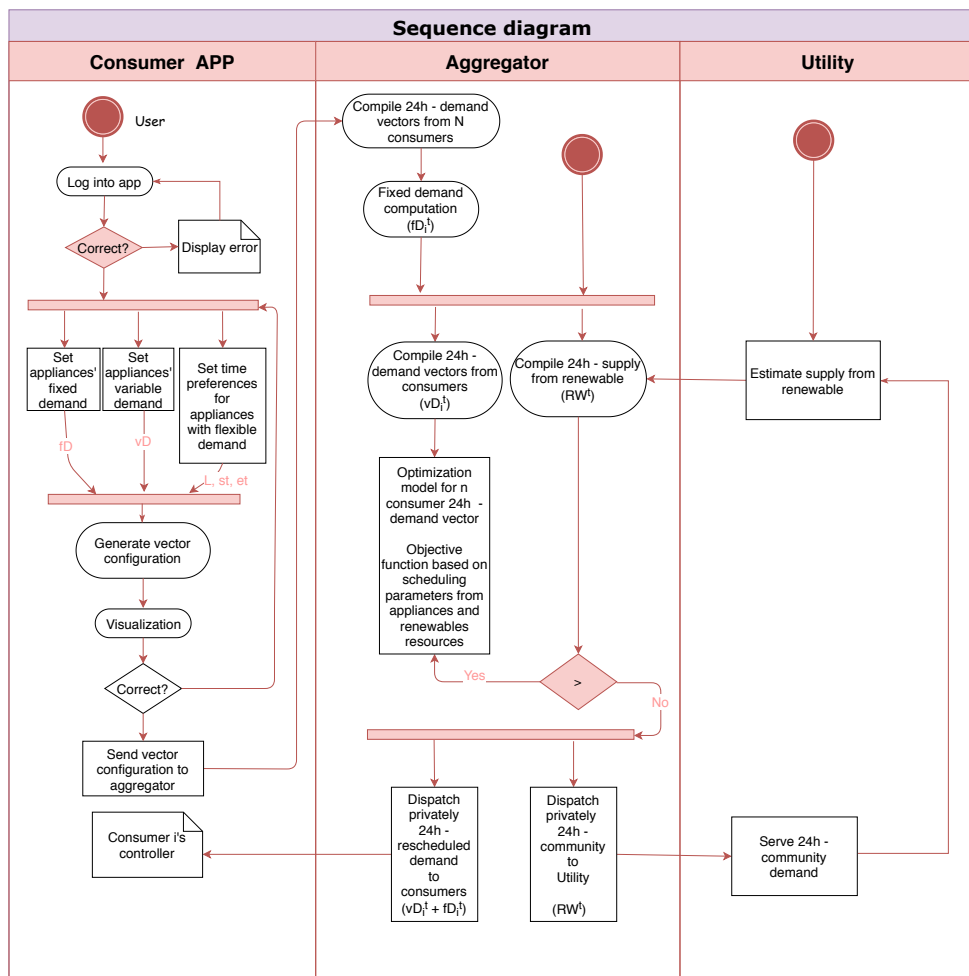 Sequence diagram
Consumer APP
Aggregator
Utility
User
Log into app
Correct?
Display error
Set
appliances'
fixed
demand
Set
appliances'
variable
demand
Set time
preferences
for
appliances
with flexible
demand
fD
vD
L, st, et
Generate vector
configuration
Visualization
Correct?
Send vector
configuration to
aggregator
Consumer i's
controller
Compile 24h - demand
vectors from N
consumers
Fixed demand
computation
(fDᵢᵗ)
Compile 24h -
demand vectors from
consumers
(vDᵢᵗ)
Compile 24h - supply
from renewable
(RWᵗ)
Optimization
model for n
consumer 24h -
demand vector
Objective
function based on
scheduling
parameters from
appliances and
renewables
resources
Yes
>
No
Dispatch
privately
24h -
rescheduled
demand
to
consumers
(vDᵢᵗ + fDᵢᵗ)
Dispatch
privately
24h -
community
to
Utility
(RWᵗ)
Estimate supply from
renewable
Serve 24h -
community
demand